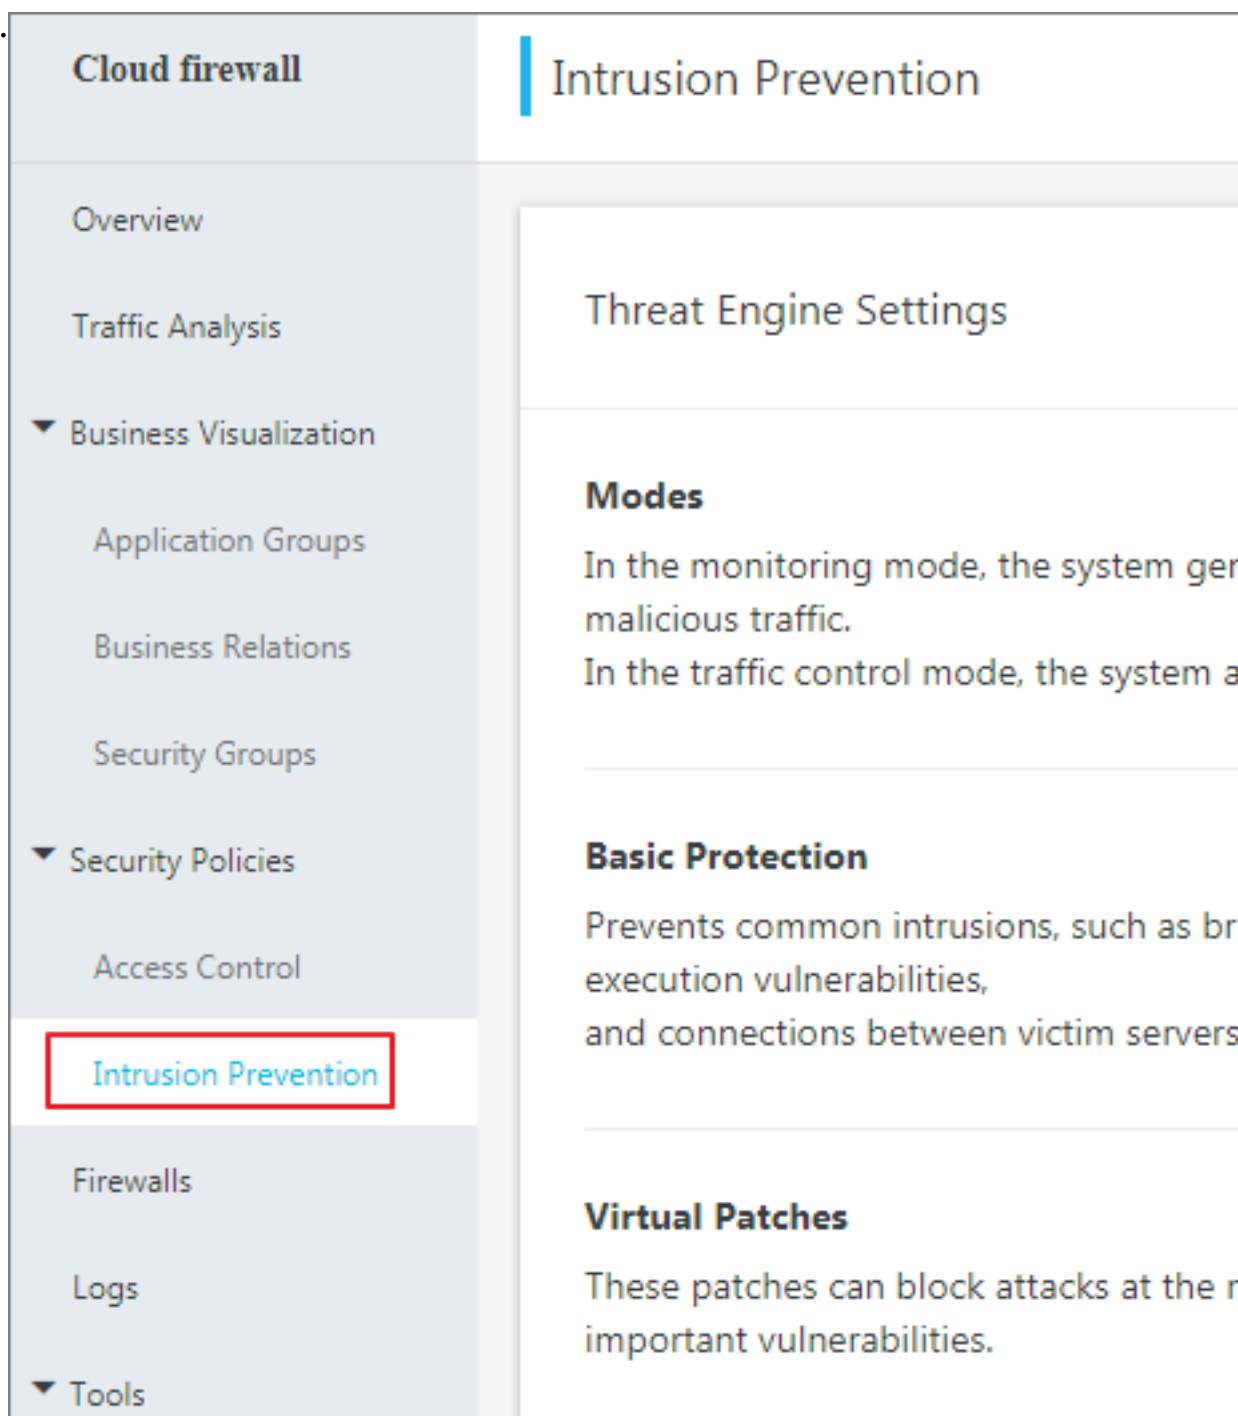 Cloud firewall
Overview
Traffic Analysis
Business Visualization
Application Groups
Business Relations
Security Groups
Security Policies
Access Control
Intrusion Prevention
Firewalls
Logs
Tools
Intrusion Prevention
Threat Engine Settings
Modes
In the monitoring mode, the system
malicious traffic.
In the traffic control mode, the system
Basic Protection
Prevents common intrusions, such as
execution vulnerabilities,
and connections between victim servers
Virtual Patches
These patches can block attacks at the
important vulnerabilities.